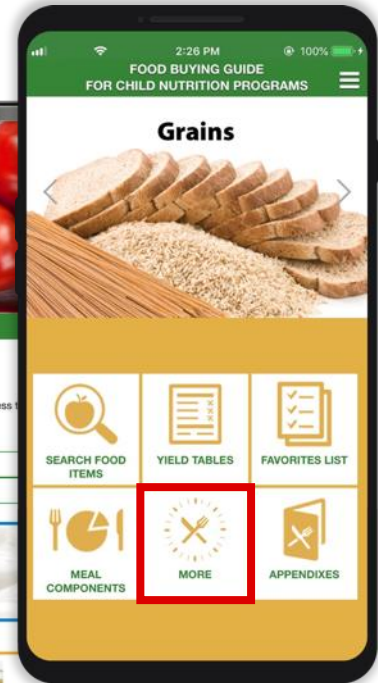 2:26 PM
100%
FOOD BUYING GUIDE
FOR CHILD NUTRITION PROGRAMS
Grains
SEARCH FOOD
ITEMS
YIELD TABLES
FAVORITES LIST
MEAL
COMPONENTS
MORE
APPENDIXES